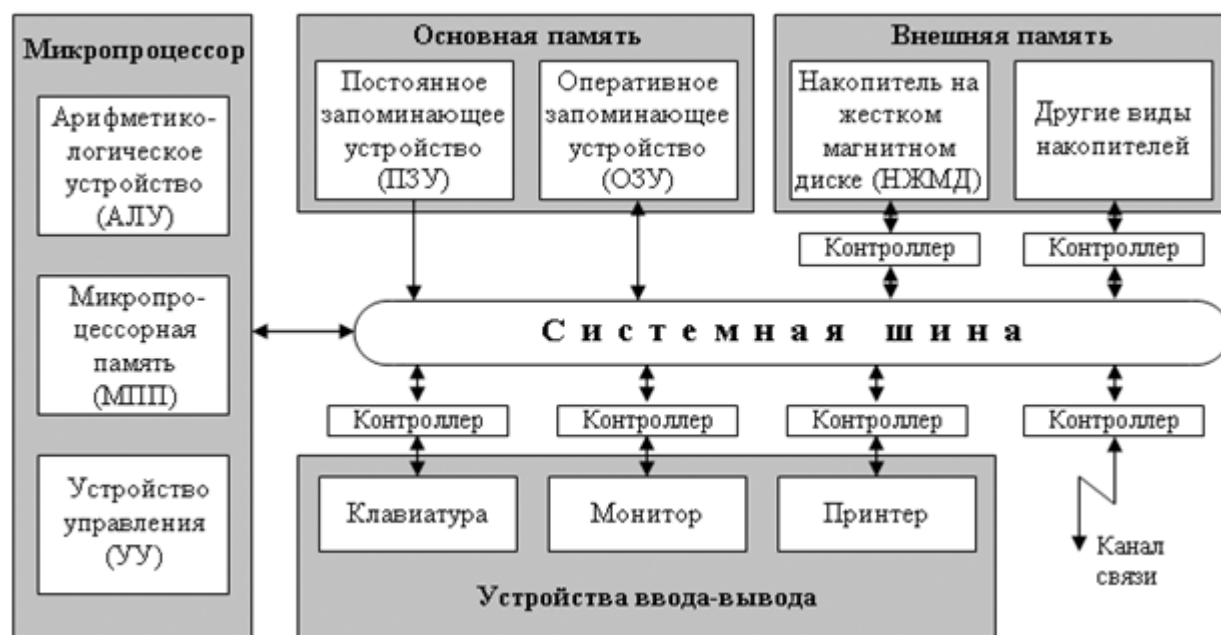 Микропроцессор
Арифметико-
логическое
устройство
(АЛУ)
Микропро-
цессорная
память
(МПП)
Устройство
управления
(УУ)
Основная память
Постоянное
запоминающее
устройство
(ПЗУ)
Оперативное
запоминающее
устройство
(ОЗУ)
Внешняя память
Накопитель на
жестком
магнитном
диске (НЖМД)
Другие виды
накопителей
Контроллер
Контроллер
Системная шина
Контроллер
Контроллер
Контроллер
Контроллер
Клавиатура
Монитор
Принтер
Устройства ввода-вывода
Канал
связи